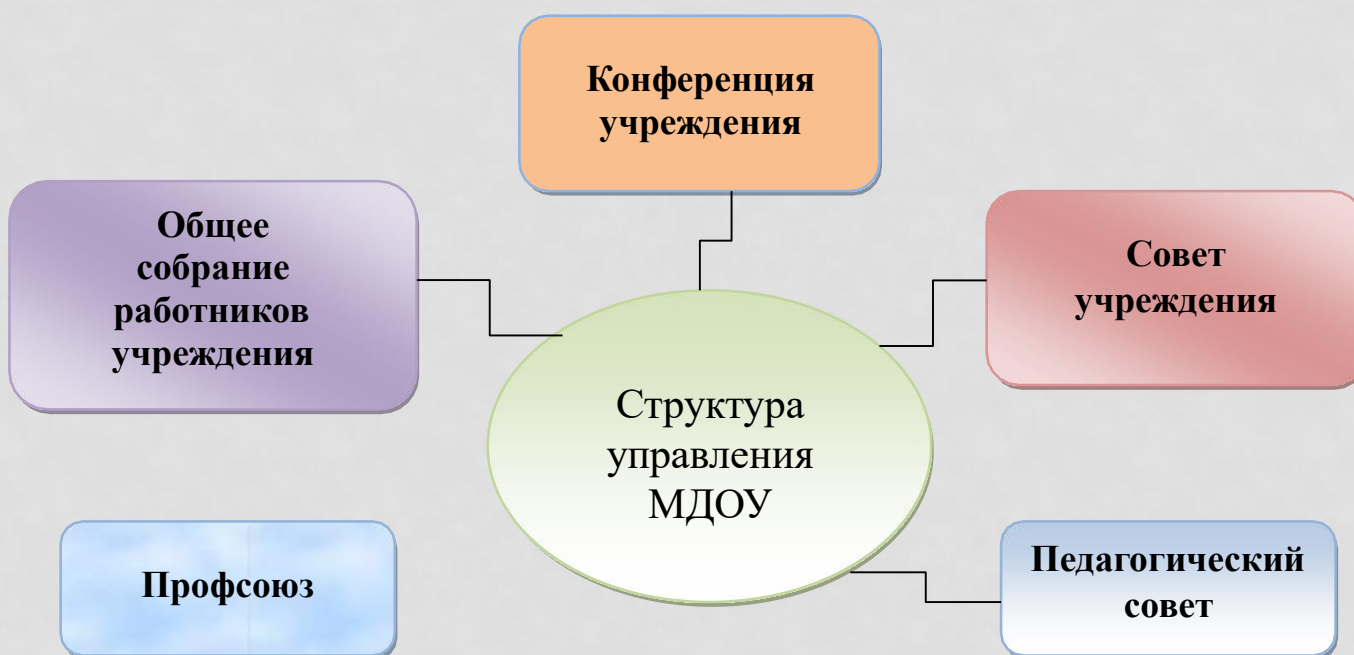 Конференция
учреждения
Общее
собрание
работников
учреждения
Совет
учреждения
Структура
управления
МДОУ
Профсоюз
Педагогический
совет